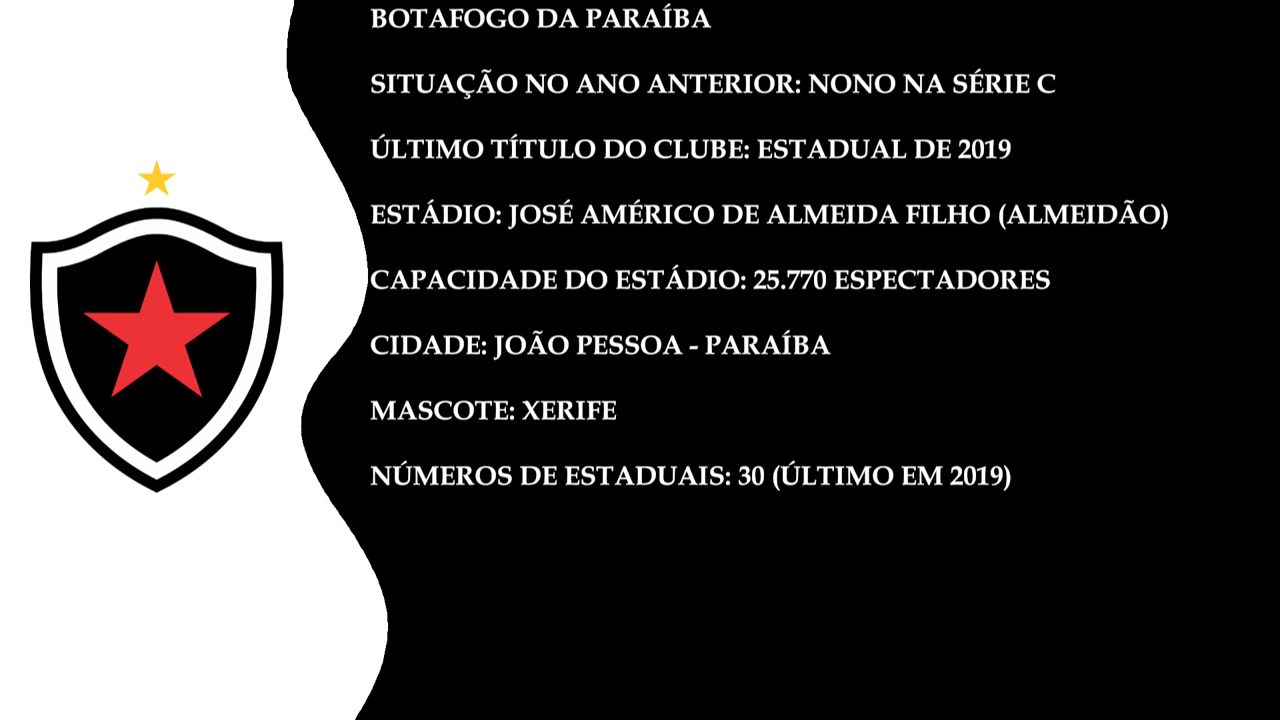 BOTAFOGO DA PARAÍBA
SITUAÇÃO NO ANO ANTERIOR: NONO NA SÉRIE C
ÚLTIMO TÍTULO DO CLUBE: ESTADUAL DE 2019
ESTÁDIO: JOSÉ AMÉRICO DE ALMEIDA FILHO (ALMEIDÃO)
CAPACIDADE DO ESTÁDIO: 25.770 ESPECTADORES
CIDADE: JOÃO PESSOA - PARAÍBA
MASCOTE: XERIFE
NÚMEROS DE ESTADUAIS: 30 (ÚLTIMO EM 2019)